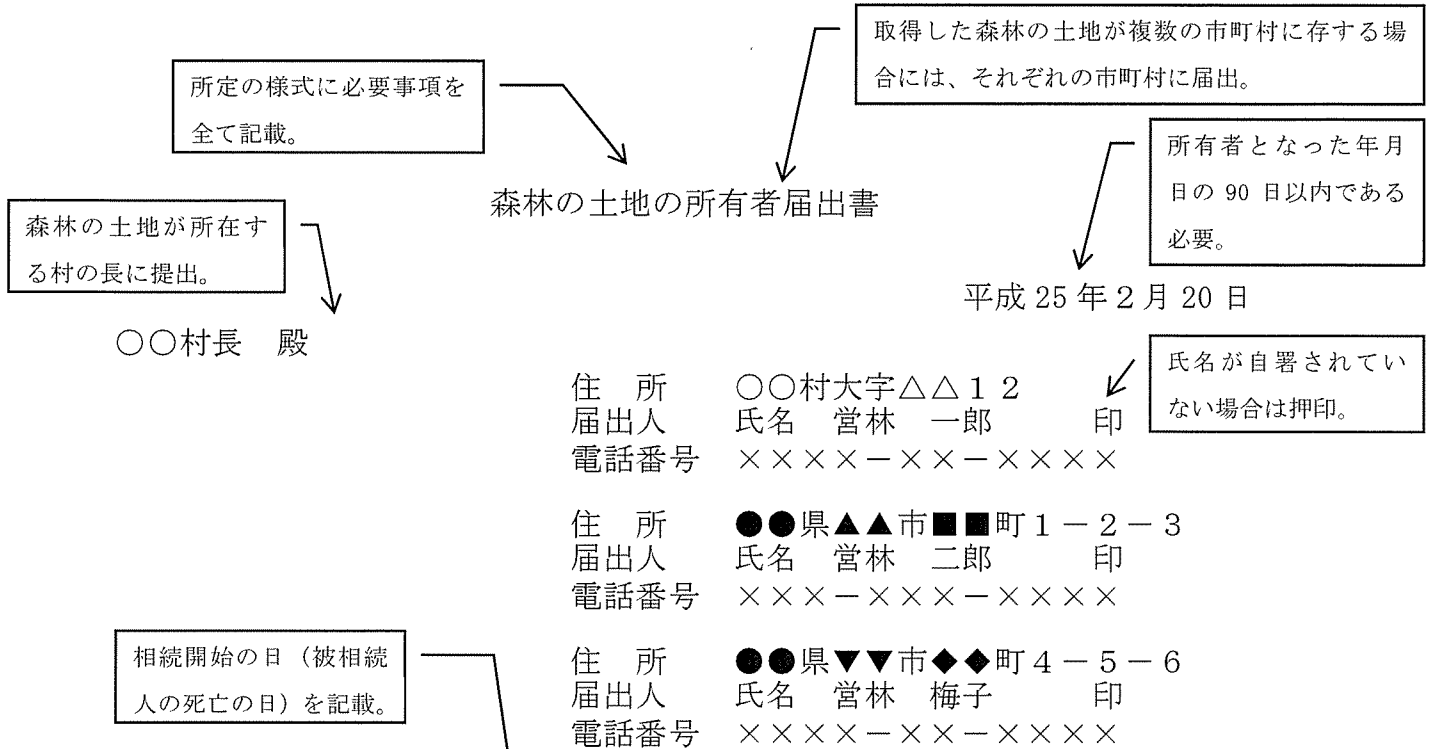 取得した森林の土地が複数の市町村に存する場
合には、それぞれの市町村に届出。
所定の様式に必要事項を
全て記載。
所有者となった年月
日の 90 日以内である
必要。
森林の土地の所有者届出書
森林の土地が所在す
る村の長に提出。
平成 25 年 2 月 20 日
○○村長 殿
氏名が自署されてい
ない場合は押印。
住 所 ○○村大字△△１２
届出人 氏名 営林 一郎 印
電話番号 ××××－××－××××
住 所 ●●県▲▲市■■町１－２－３
届出人 氏名 営林 二郎 印
電話番号 ×××－×××－××××
相続開始の日（被相続
人の死亡の日）を記載。
住 所 ●●県▼▼市◆◆町４－５－６
届出人 氏名 営林 梅子 印
電話番号 ××××－××－××××